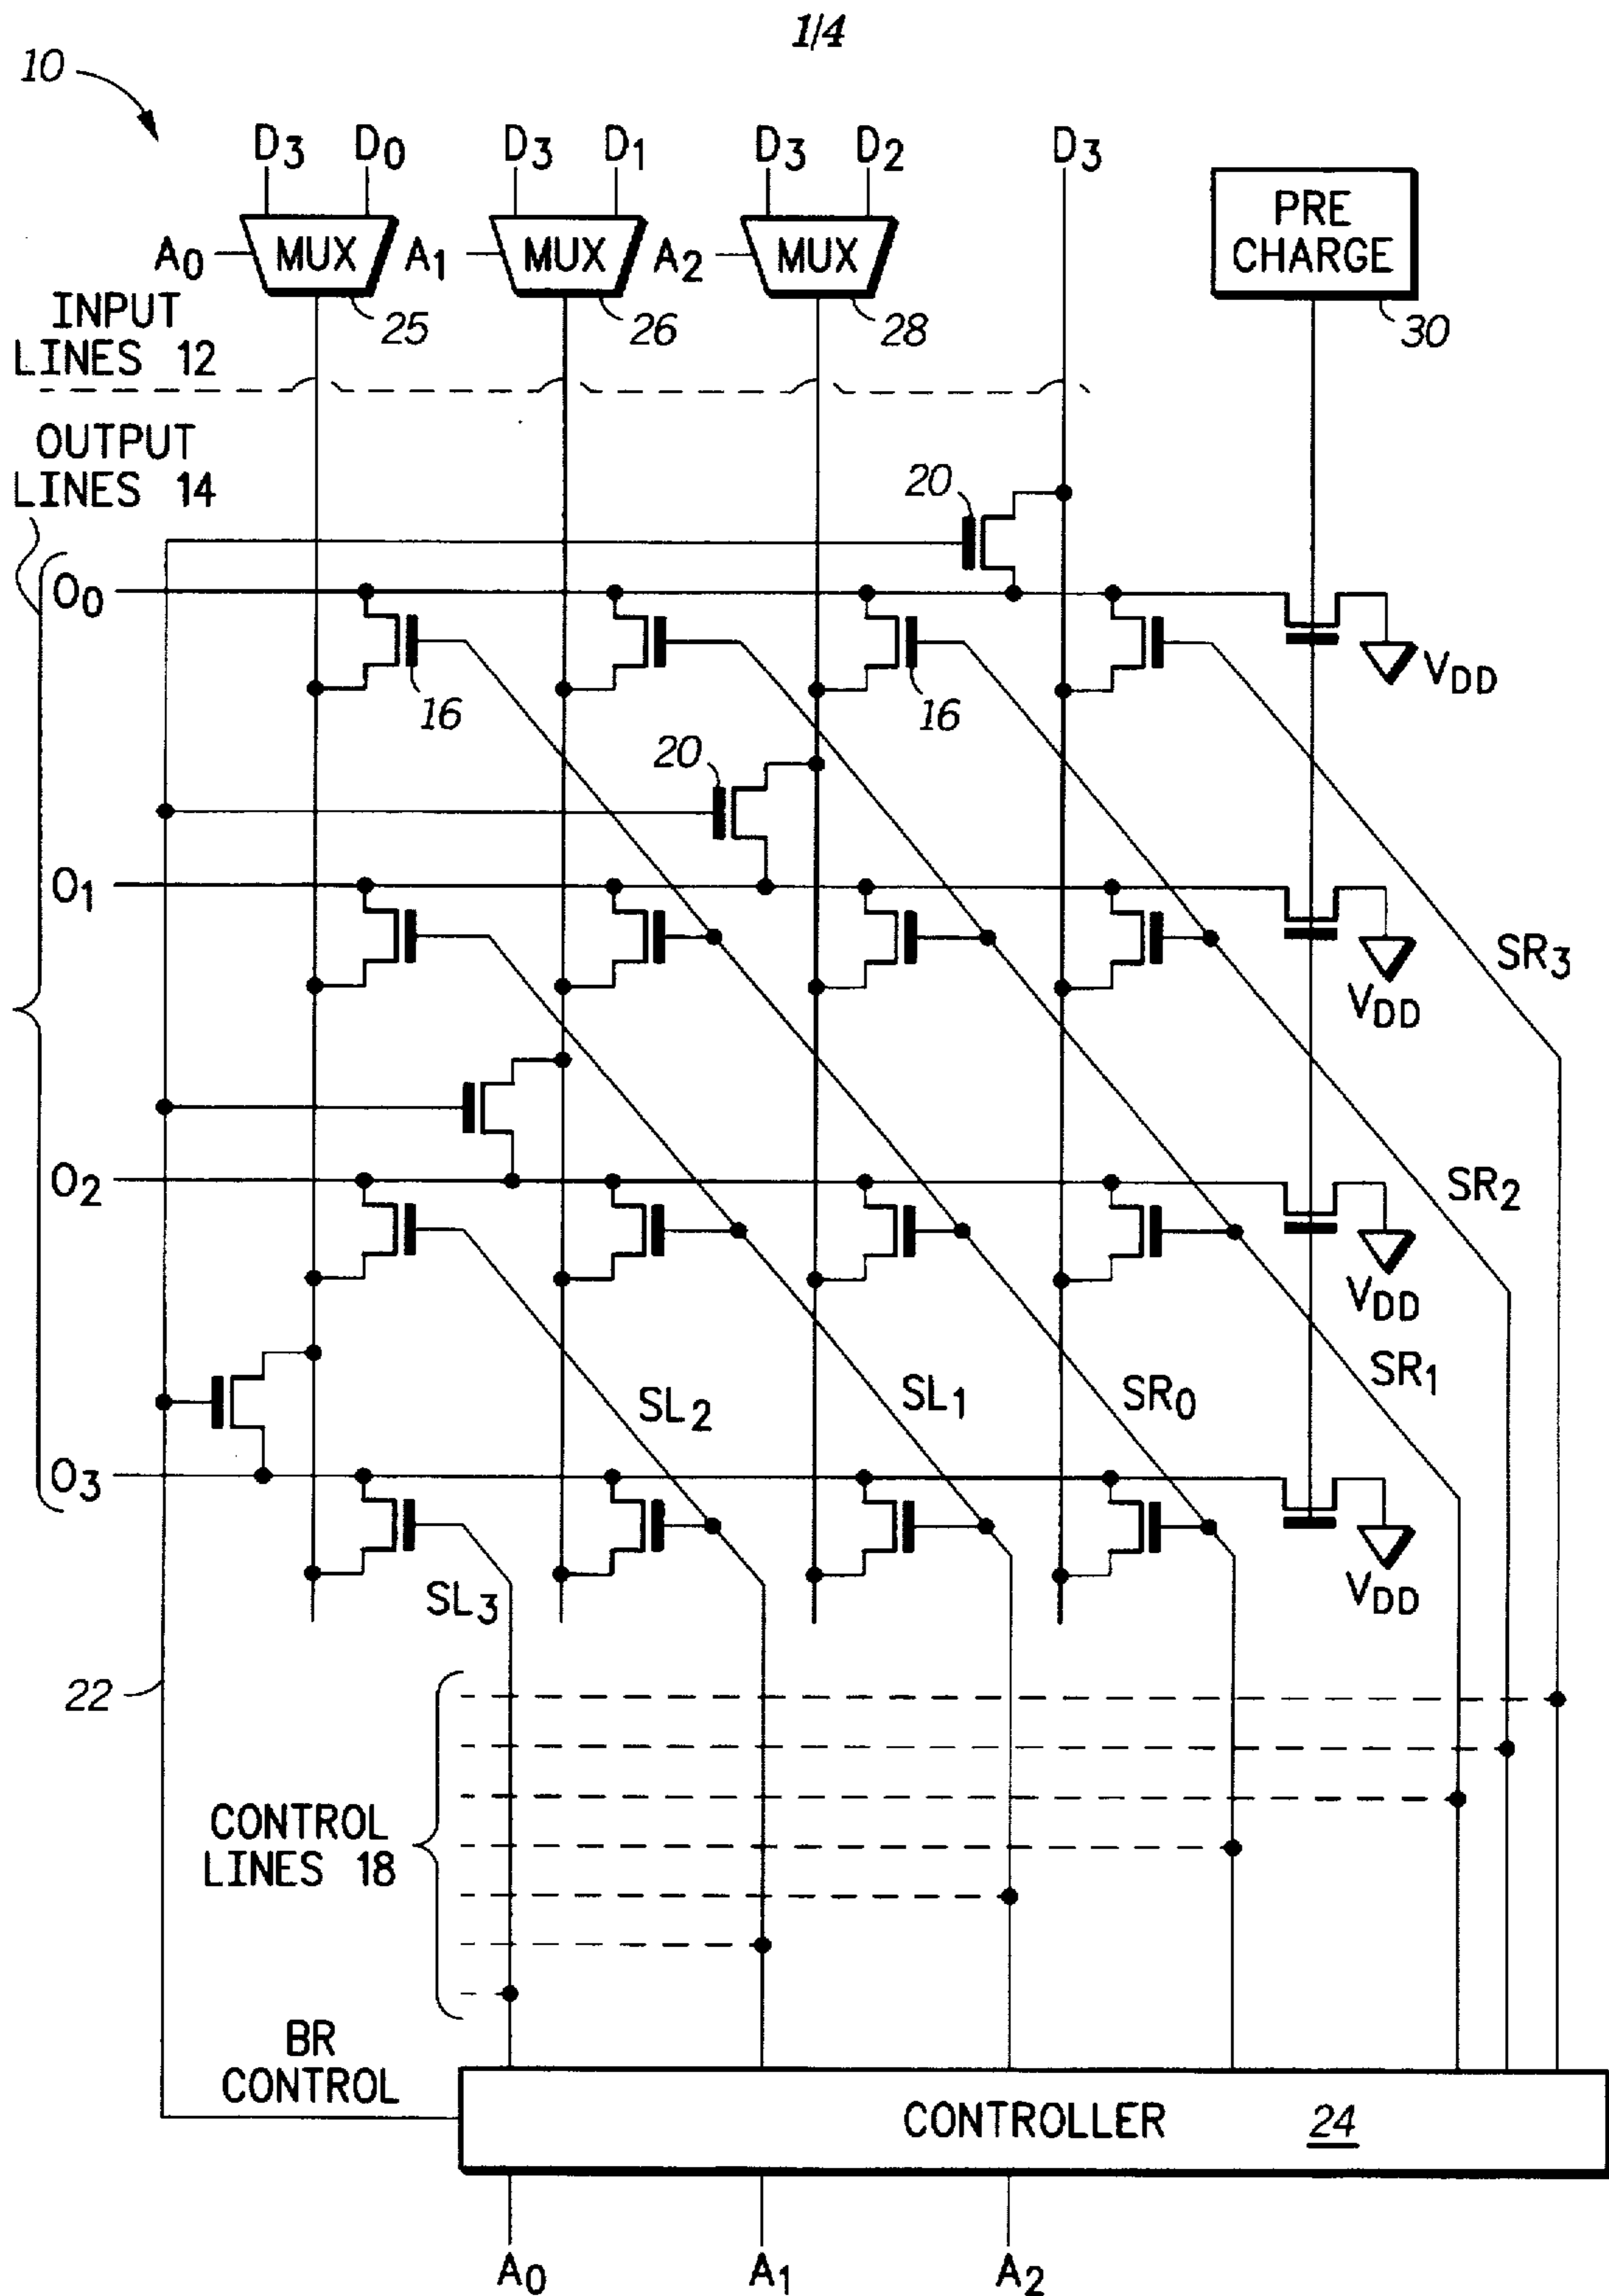 1/4
10
D3 D0 D3 D1 D3 D2 D3
PRE
CHARGE
A0 MUX A1 MUX A2 MUX
25 26 28 30
INPUT
LINES 12
OUTPUT
LINES 14
20
O0
VDD
16 16
20
O1
SR3
VDD
O2
SR2
VDD
SR1
SL2 SL1 SR0
O3
SL3
VDD
22
CONTROL
LINES 18
BR
CONTROL
CONTROLLER 24
A0 A1 A2